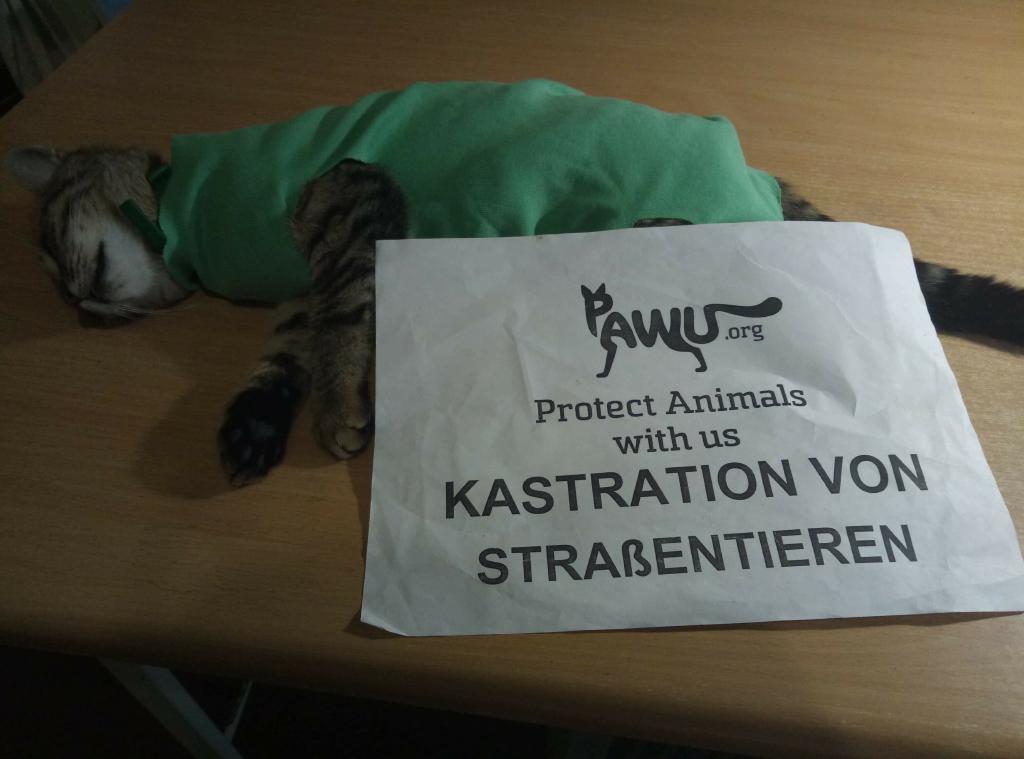 PAWU.org
Protect Animals
with us
KASTRATION VON
STRAßENTIEREN